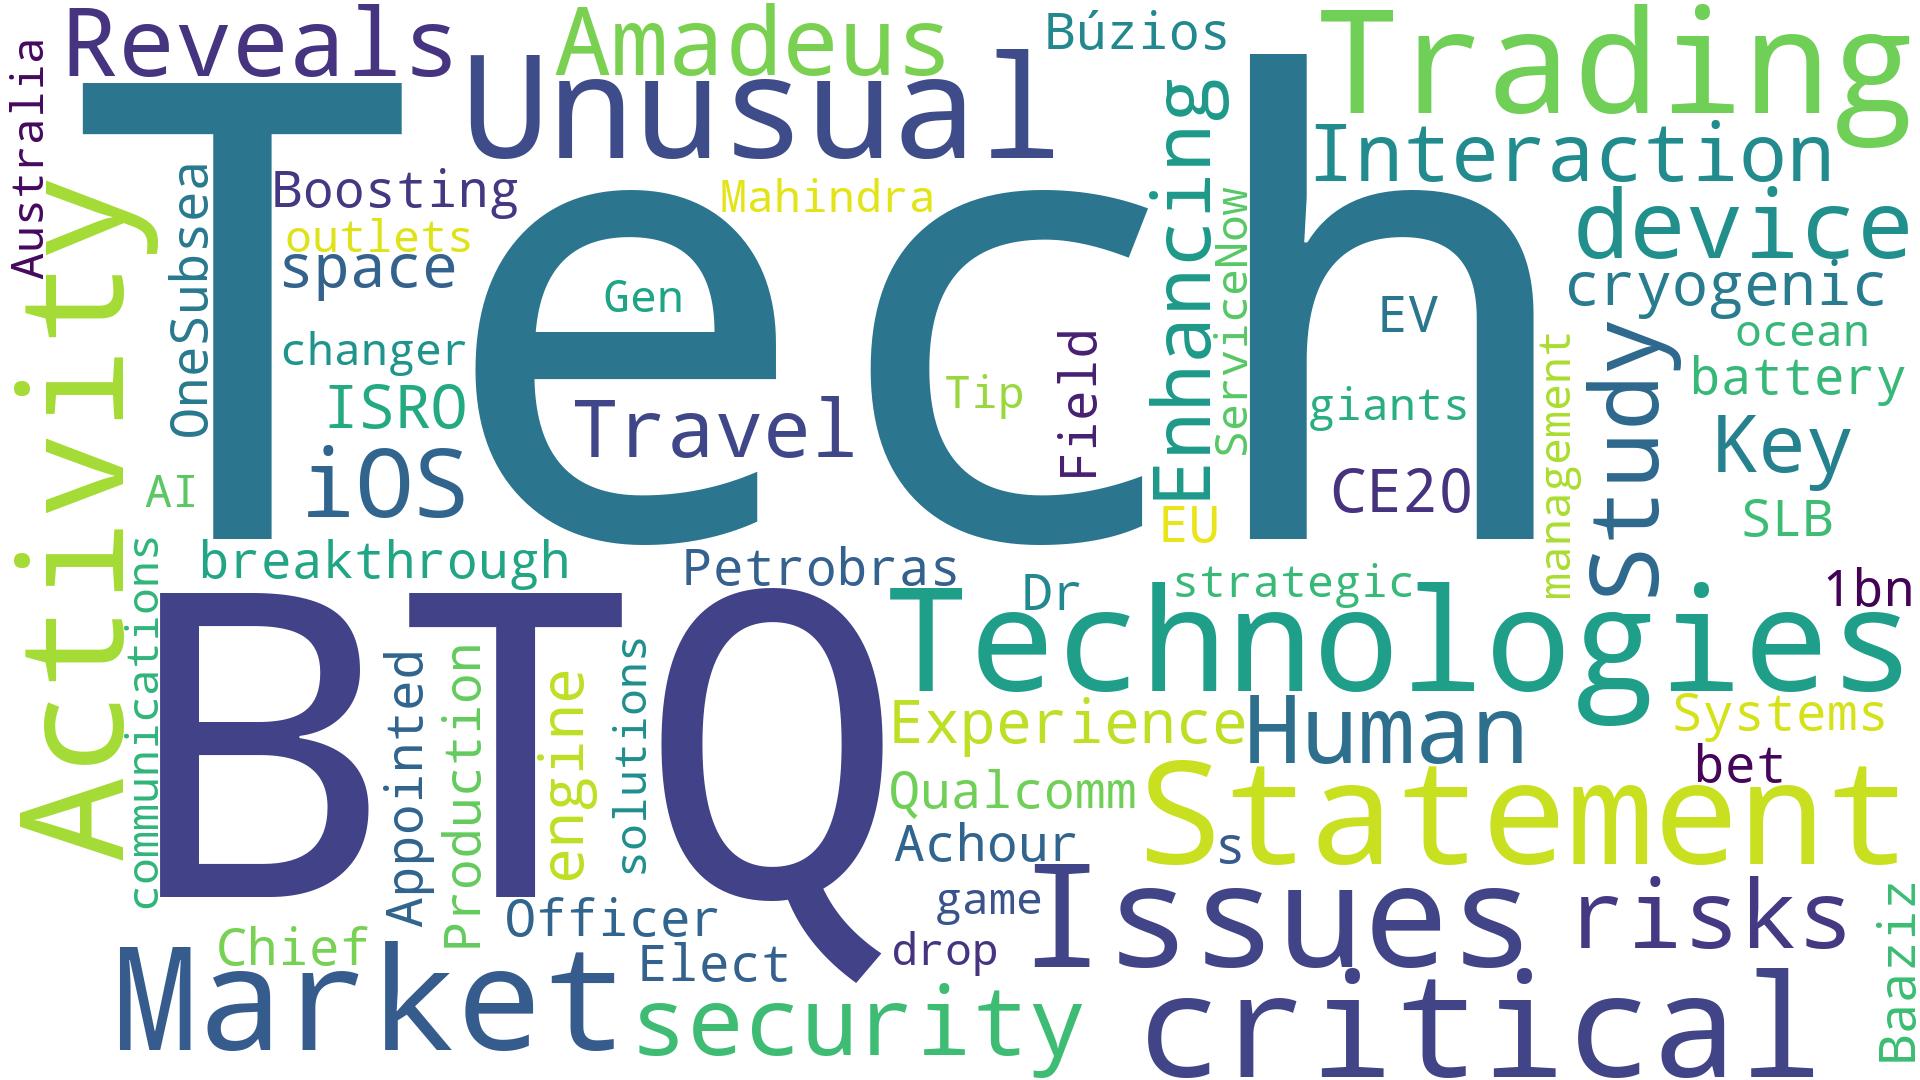 Reveals
Amadeus
Búzios
Trading
Unusual
Australia
Tech
Interaction
Enhancing
device
Boosting
Mahindra
OneSubsea
outlets
space
ServiceNow
cryogenic
Gen
EV
ocean
Activity
changer
Field
management
study
battery
ISRO
Travel
Tip
giants
Key
iOS
AI
CE20
EU
SLB
breakthrough
Petrobras
Dr
strategic
1bn
communications
BTQ
Technologies
Appointed
Production
engine
solutions
Experience
Human
Systems
bet
Qualcomm
Statement
Achour
s
game
Issues
risks
Officer
Chief
Elect
drop
Baaziz
Market
security
critical